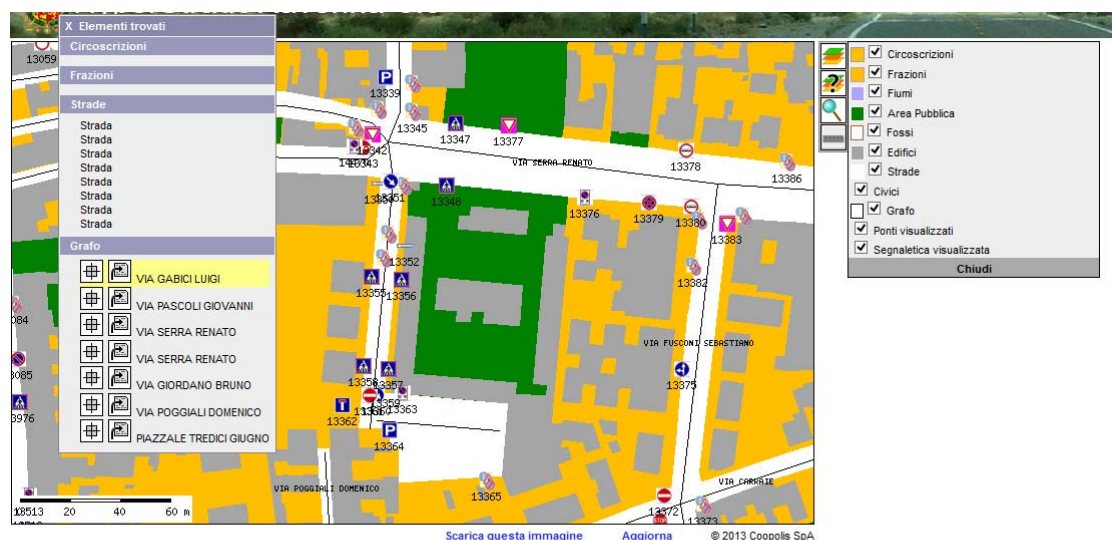 X Elementi trovati
Circoscrizioni
Frazioni
Strade
Strada
Strada
Strada
Strada
Strada
Strada
Strada
Strada
Grafo
VIA GABICI LUIGI
VIA PASCOLI GIOVANNI
VIA SERRA RENATO
VIA SERRA RENATO
VIA GIORDANO BRUNO
VIA POGGIALI DOMENICO
PIAZZALE TREDICI GIUGNO
13059
13339
13345
13347
13377
VIA SERRA RENATO
13378
13386
13348
13376
13379
13380
13383
13352
13382
13355
13356
VIA FUSCONI SEBASTIANO
13358
13357
13375
13359
13363
13362
13364
VIA POGGIALI DOMENICO
13365
VIA CARRAIE
13372
13373
20
40
60 m
Circoscrizioni
Frazioni
Fiumi
Area Pubblica
Fossi
Edifici
Strade
Civici
Grafo
Ponti visualizzati
Segnaletica visualizzata
Chiudi
Scarica questa immagine
Aggiorna
© 2013 Coopolis SpA